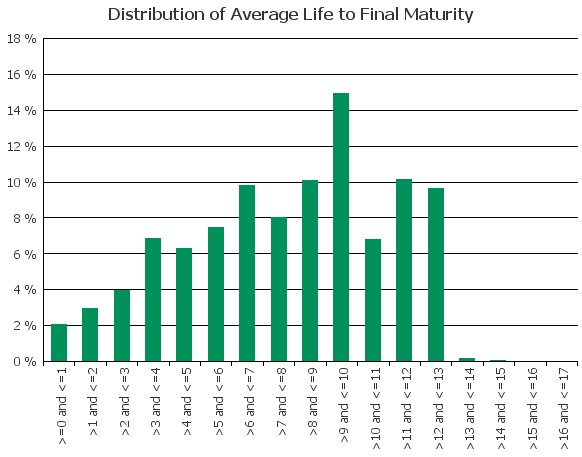 Distribution of Average Life to Final Maturity
18 %
16 %
14 %
12 %
10 %
8 %
6 %
4 %
2 %
0 %
>=0 and <=1
>1 and <=2
>2 and <=3
>3 and <=4
>4 and <=5
>5 and <=6
>6 and <=7
>7 and <=8
>8 and <=9
>9 and <=10
>10 and <=11
>11 and <=12
>12 and <=13
>13 and <=14
>14 and <=15
>15 and <=16
>16 and <=17